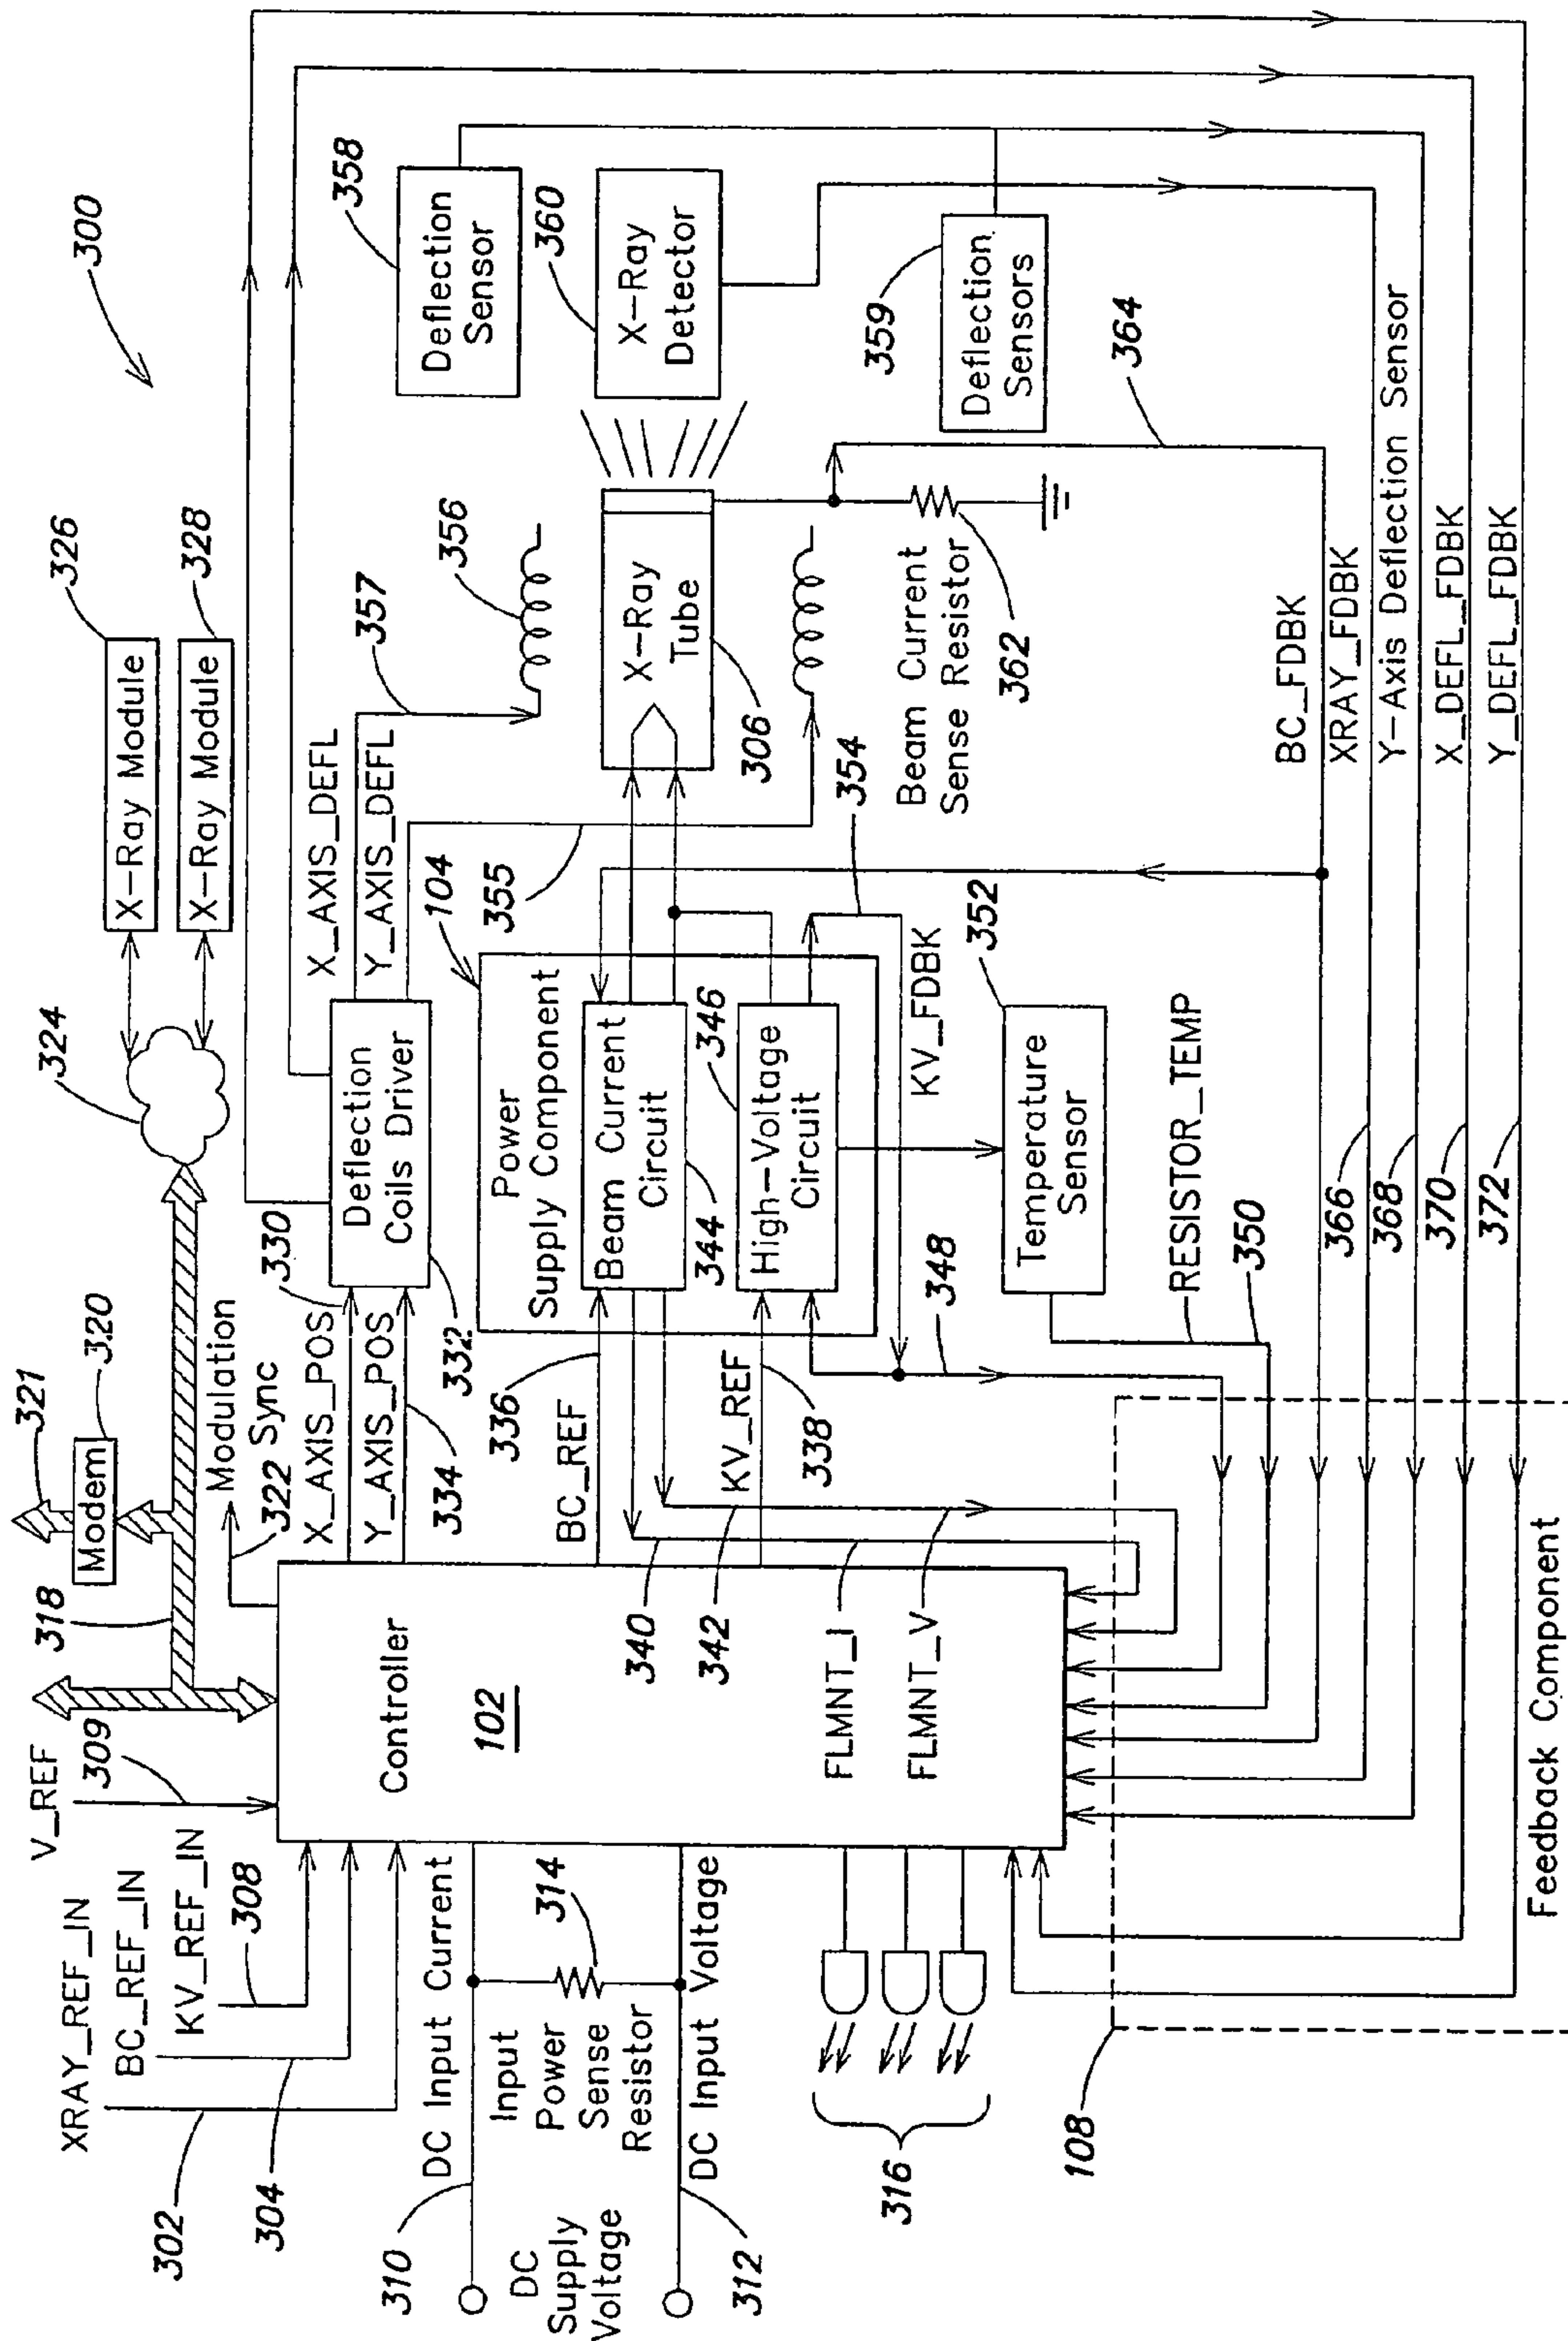 300
V_REF
309
318
321
Modem
320
324
X-Ray Module
326
X-Ray Module
328
XRAY_REF_IN
BC_REF_IN
KV_REF_IN
308
302
304
322
Modulation
Sync
X_AXIS_POS
330
Y_AXIS_POS
334
Deflection
Coils Driver
332
X_AXIS_DEFL
Y_AXIS_DEFL
357
356
355
Deflection
Sensor
358
X-Ray
Detector
360
359
Deflection
Sensors
Controller
102
310
DC Input Current
DC
Supply
Voltage
Input
Power
Sense
Resistor
314
312
DC Input Voltage
316
336
BC_REF
340
342
KV_REF
338
FLMNT_I
FLMNT_V
104
Power
Supply Component
Beam Current
Circuit
344
346
High-Voltage
Circuit
348
KV_FDBK
354
X-Ray
Tube
306
Beam Current
Sense Resistor
362
364
Temperature
Sensor
352
RESISTOR_TEMP
350
BC_FDBK
366
XRAY_FDBK
368
Y-Axis Deflection Sensor
370
X_DEFL_FDBK
372
Y_DEFL_FDBK
108
Feedback Component